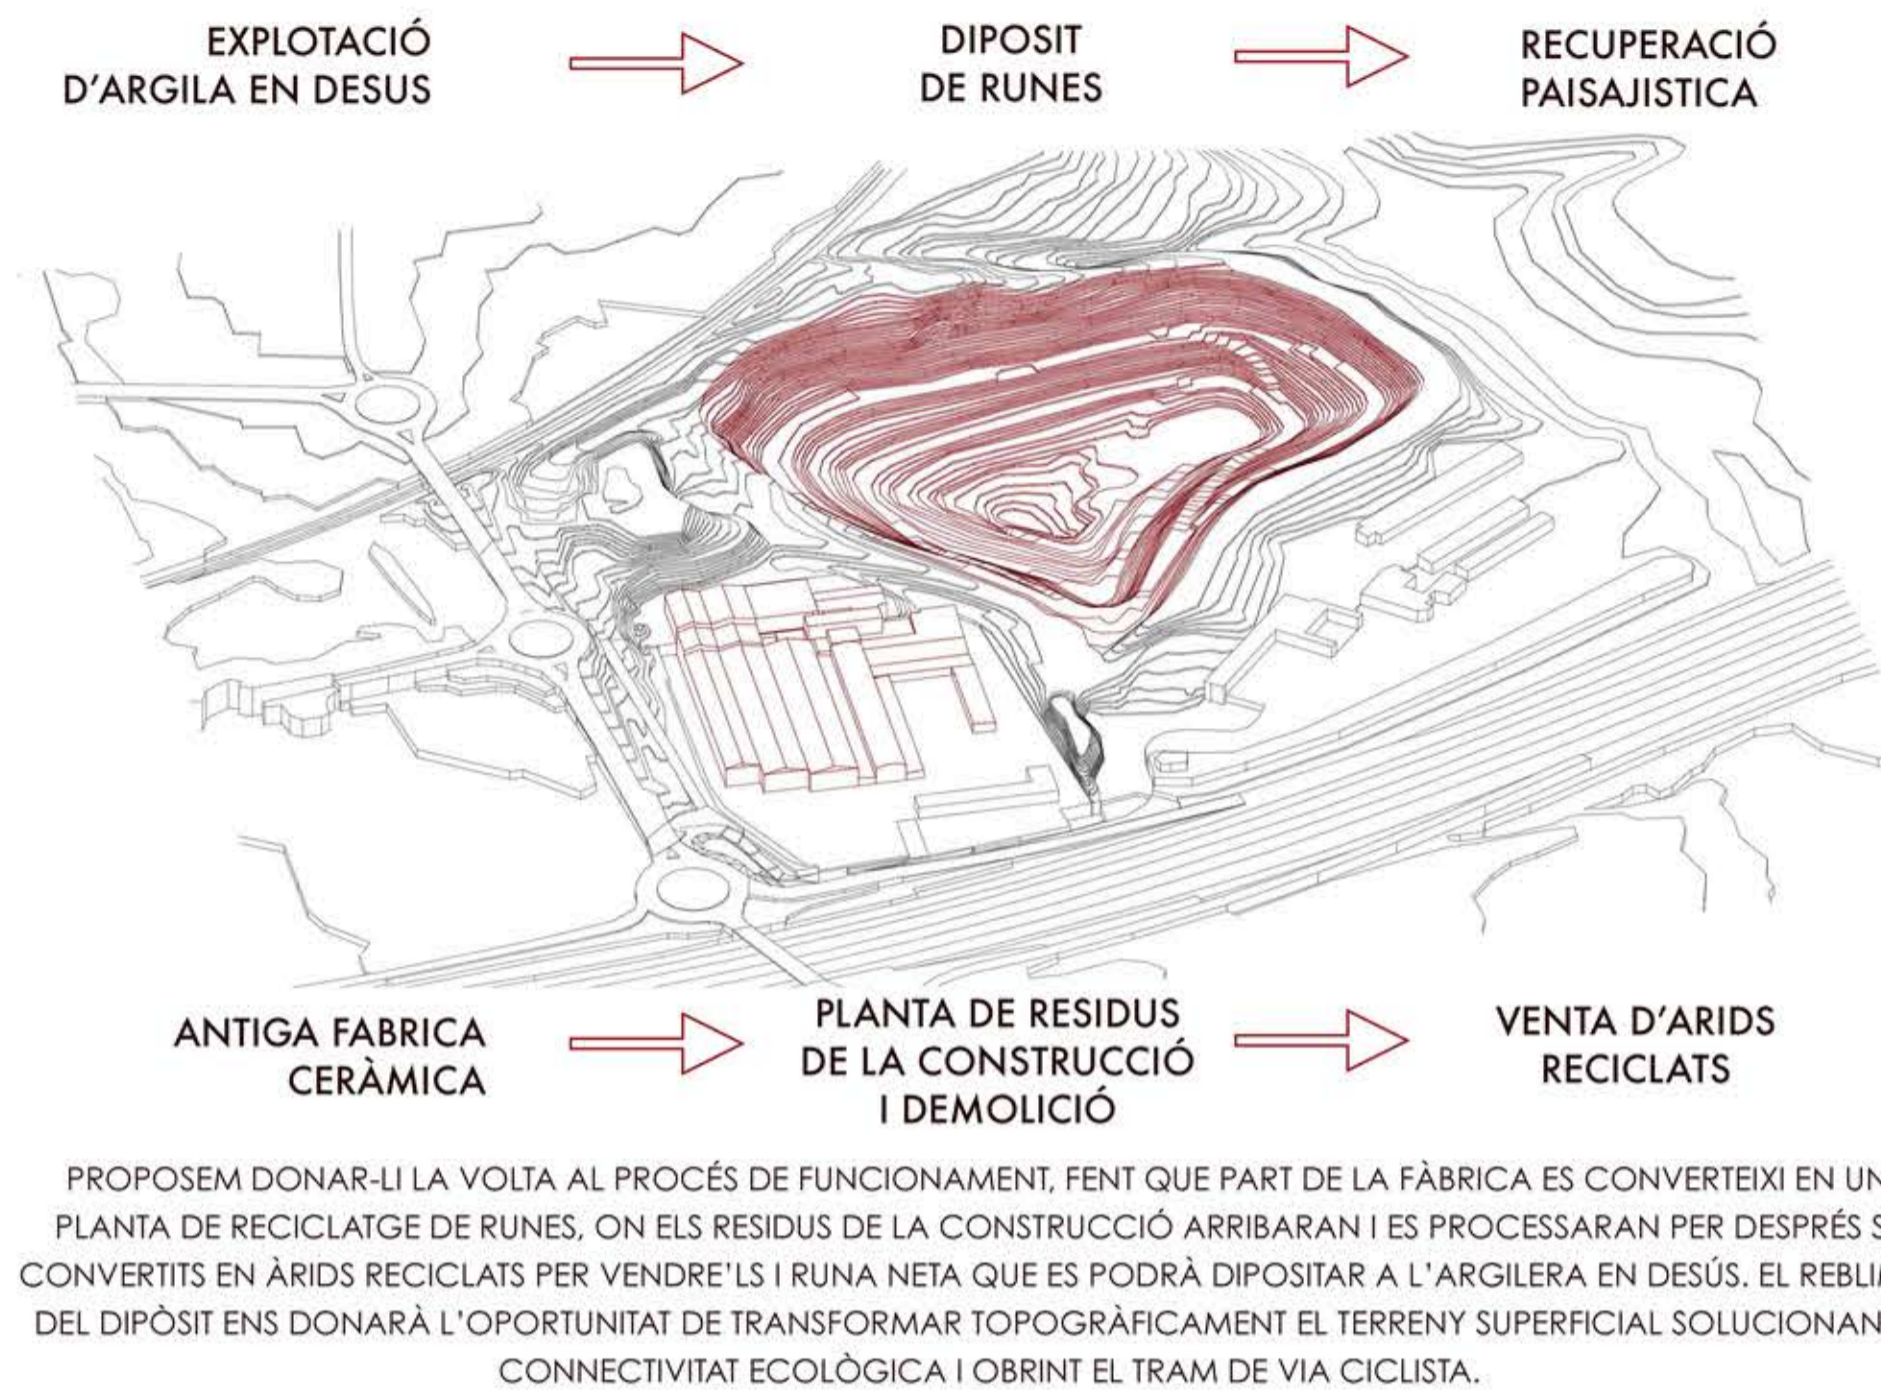 EXPLOTACIÓ
D'ARGILA EN DESUS
DIPOSIT
DE RUNES
RECUPERACIÓ
PAISAJISTICA
ANTIGA FABRICA
CERÀMICA
PLANTA DE RESIDUS
DE LA CONSTRUCCIÓ
I DEMOLICIÓ
VENTA D'ARIDS
RECICLATS
PROPOSEM DONAR-LI LA VOLTA AL PROCÉS DE FUNCIONAMENT, FENT QUE PART DE LA FÀBRICA ES CONVERTEIXI EN UN
PLANTA DE RECICLATGE DE RUNES, ON ELS RESIDUS DE LA CONSTRUCCIÓ ARRIBARAN I ES PROCESSARAN PER DESPRÉS
CONVERTITS EN ÀRIDS RECICLATS PER VENDRE'LS I RUNA NETA QUE ES PODRÀ DIPOSITAR A L'ARGILERA EN DESÚS. EL
DEL DIPÒSIT ENS DONARÀ L'OPORTUNITAT DE TRANSFORMAR TOPOGRÀFICAMENT EL TERRENY SUPERFICIAL SOLUCIONAN
CONNECTIVITAT ECOLÒGICA I OBRINT EL TRAM DE VIA CICLISTA.